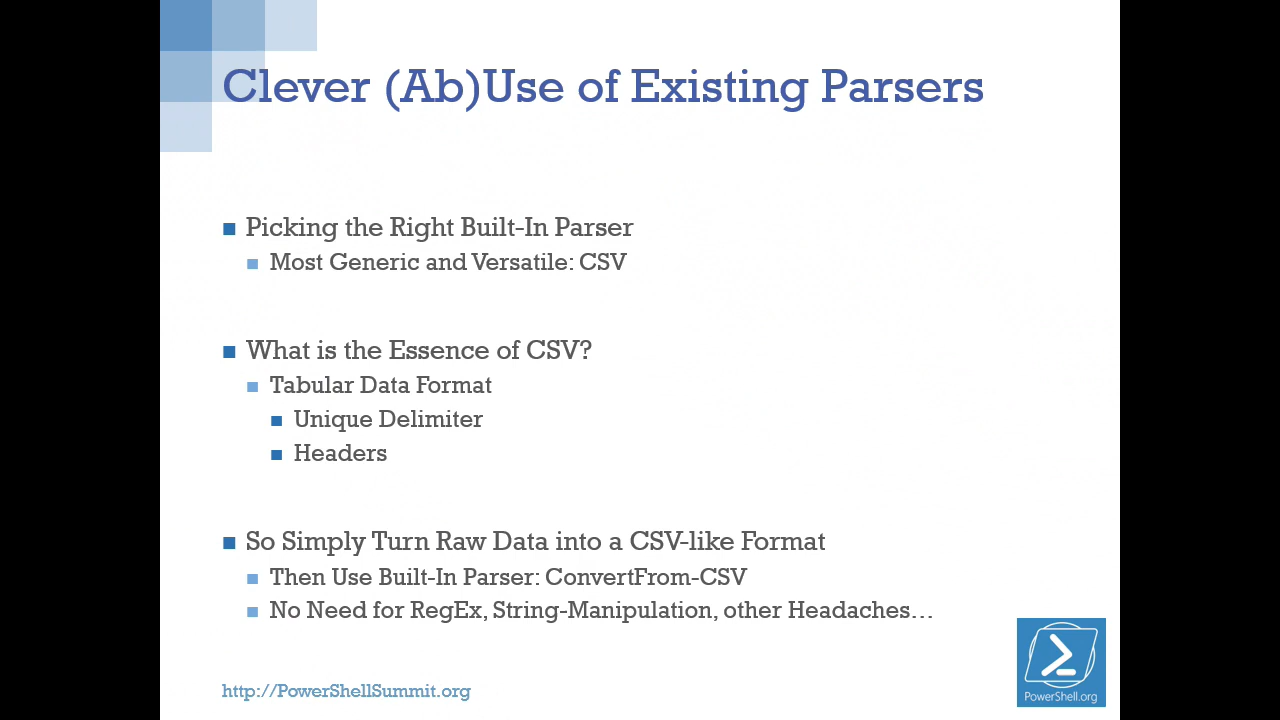 Clever (Ab)Use of Existing Parsers
Picking the Right Built-In Parser
Most Generic and Versatile: CSV
What is the Essence of CSV?
Tabular Data Format
Unique Delimiter
Headers
So Simply Turn Raw Data into a CSV-like Format
Then Use Built-In Parser: ConvertFrom-CSV
No Need for RegEx, String-Manipulation, other Headaches…
http://PowerShellSummit.org
PowerShell.org